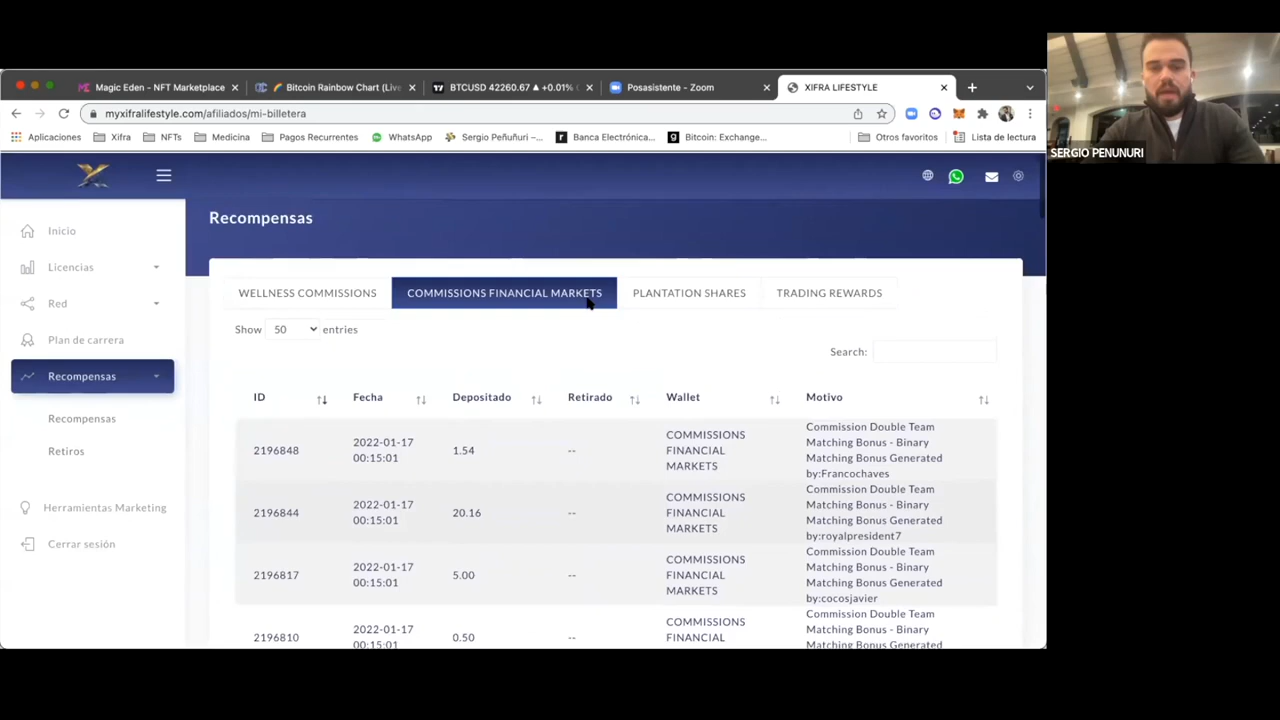 Magic Eden - NFT Marketplace
Bitcoin Rainbow Chart (Live
BTCUSD 42260.67 ▲ +0.01%
Posasistente - Zoom
XIFRA LIFESTYLE
myxifralifestyle.com/afiliados/mi-billetera
Aplicaciones
Xifra
NFTs
Medicina
Pagos Recurrentes
WhatsApp
Sergio Peñuñuri –...
Banca Electrónica...
Bitcoin: Exchange...
Otros favoritos
Lista de lectura
SERGIO PENUNURI
Recompensas
Inicio
Licencias
Red
Plan de carrera
Recompensas
Recompensas
Retiros
Herramientas Marketing
Cerrar sesión
WELLNESS COMMISSIONS
COMMISSIONS FINANCIAL MARKETS
PLANTATION SHARES
TRADING REWARDS
Show 50 entries
Search:
ID Fecha Depositado Retirado Wallet Motivo
2196848
2022-01-17
00:15:01
1.54
--
COMMISSIONS
FINANCIAL
MARKETS
Commission Double Team
Matching Bonus - Binary
Matching Bonus Generated
by:Francochaves
2196844
2022-01-17
00:15:01
20.16
--
COMMISSIONS
FINANCIAL
MARKETS
Commission Double Team
Matching Bonus - Binary
Matching Bonus Generated
by:royalpresident7
2196817
2022-01-17
00:15:01
5.00
--
COMMISSIONS
FINANCIAL
MARKETS
Commission Double Team
Matching Bonus - Binary
Matching Bonus Generated
by:cocosjavier
2196810
2022-01-17
00:15:01
0.50
--
COMMISSIONS
FINANCIAL
Commission Double Team
Matching Bonus - Binary
Matching Bonus Generated